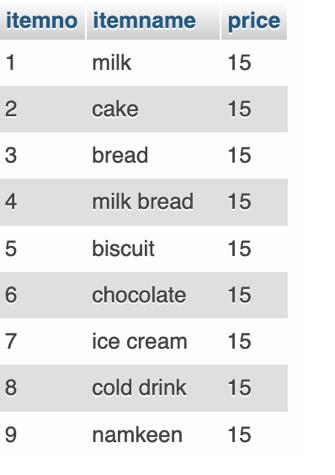 itemno itemname price
1 milk 15
2 cake 15
3 bread 15
4 milk bread 15
5 biscuit 15
6 chocolate 15
7 ice cream 15
8 cold drink 15
9 namkeen 15